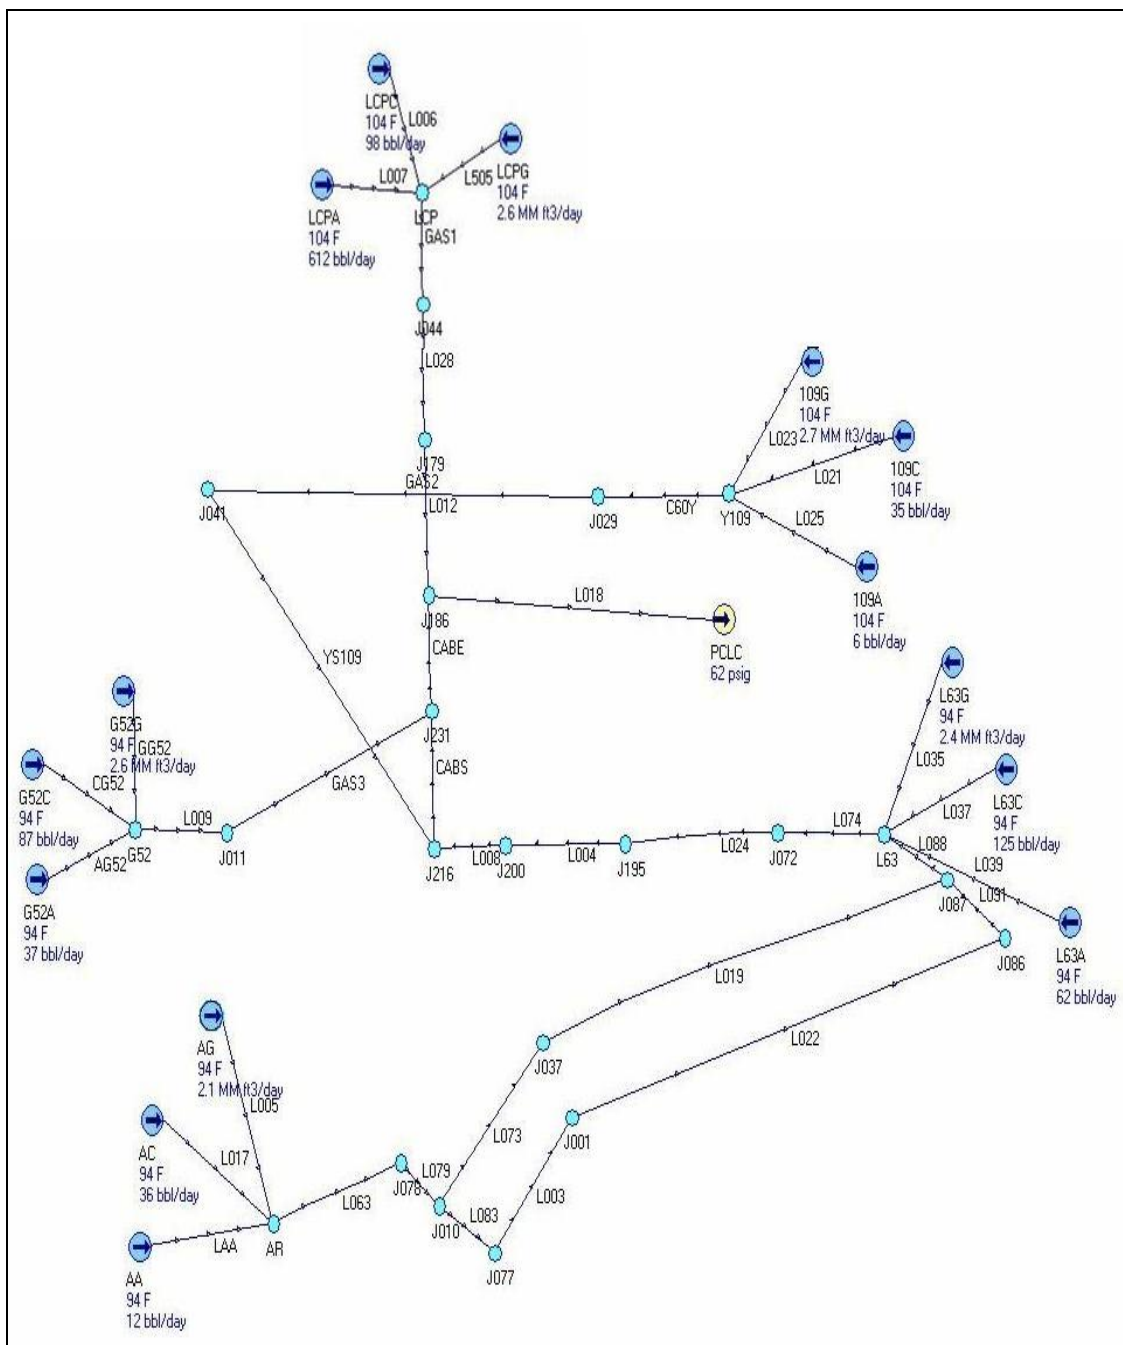 LCPC
104 F
98 bbl/day
L006
LCPG
104 F
2.6 MM ft3/day
L505
L007
LCPA
104 F
612 bbl/day
LCP
GAS1
J044
L028
109G
104 F
2.7 MM ft3/day
L023
109C
104 F
35 bbl/day
L021
J179
GAS2
L012
J041
J029
C60Y
Y109
L025
109A
104 F
6 bbl/day
L018
J186
PCLC
62 psig
YS109
CABE
L63G
94 F
2.4 MM ft3/day
G52G
94 F
2.6 MM ft3/day
GG52
J231
L035
G52C
94 F
87 bbl/day
CG52
GAS3
CABS
L63C
94 F
125 bbl/day
L037
L009
G52
J011
AG52
G52A
94 F
37 bbl/day
J216
L008
J200
L004
J195
L024
J072
L074
L63
L088
L039
L091
J087
J086
L63A
94 F
62 bbl/day
L019
L022
AG
94 F
2.1 MM ft3/day
L005
J037
AC
94 F
36 bbl/day
L017
L073
J001
L063
J078
L079
J010
L083
L003
J077
LAA
AR
AA
94 F
12 bbl/day